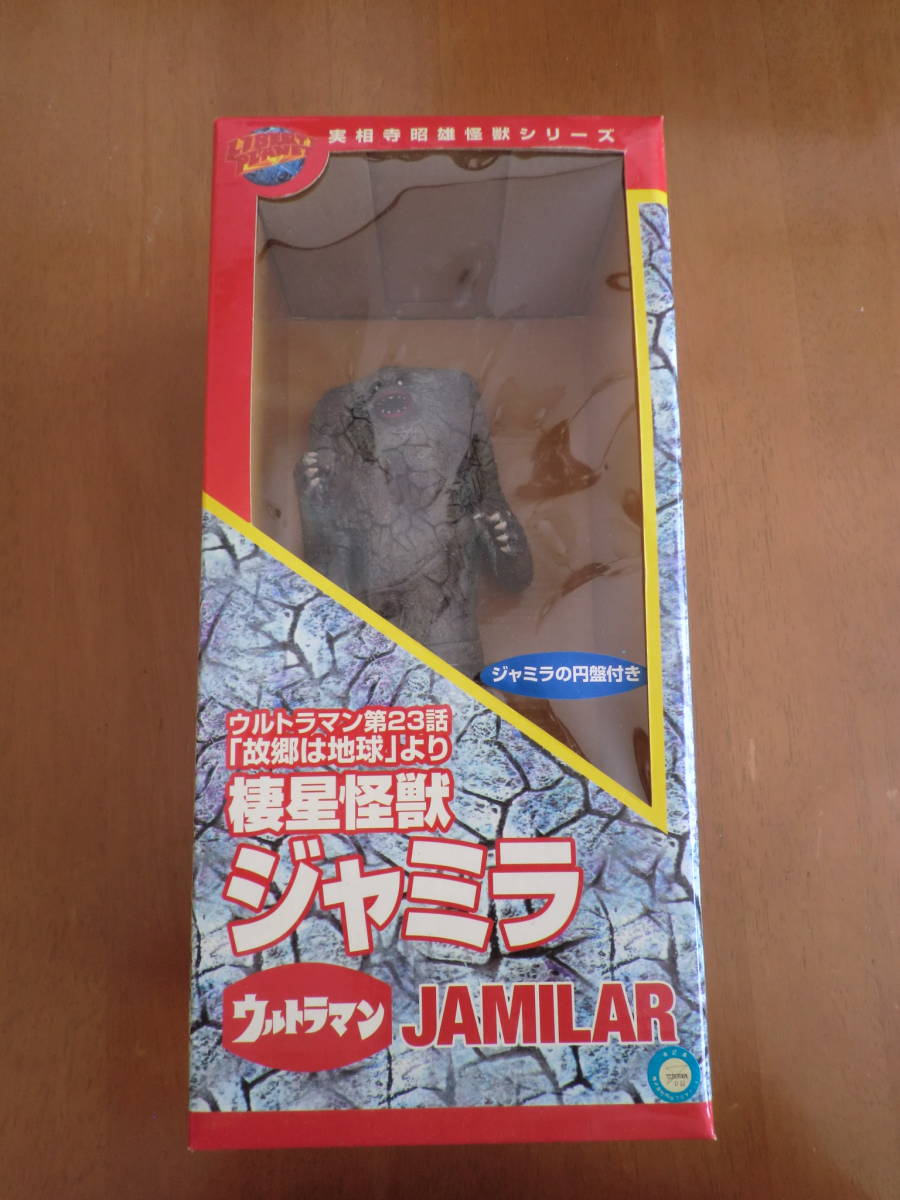 LIBERTY
PLANET
実相寺昭雄怪獣シリーズ
ジャミラの円盤付き
ウルトラマン第23話
「故郷は地球」より
棲星怪獣
ジャミラ
ウルトラマン
JAMILAR